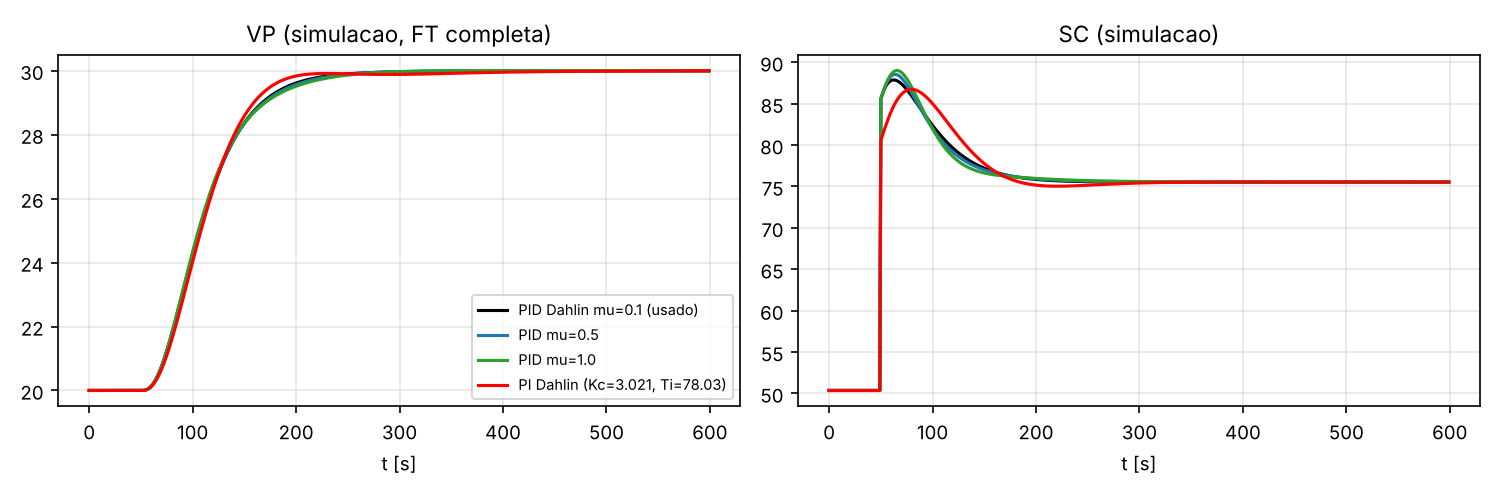 VP (simulacao, FT completa)
30
28
26
24
22
20
0 100 200 300 400 500 600
t [s]
PID Dahlin mu=0.1 (usado)
PID mu=0.5
PID mu=1.0
PI Dahlin (Kc=3.021, Ti=78.03)
SC (simulacao)
90
85
80
75
70
65
60
55
50
0 100 200 300 400 500 600
t [s]